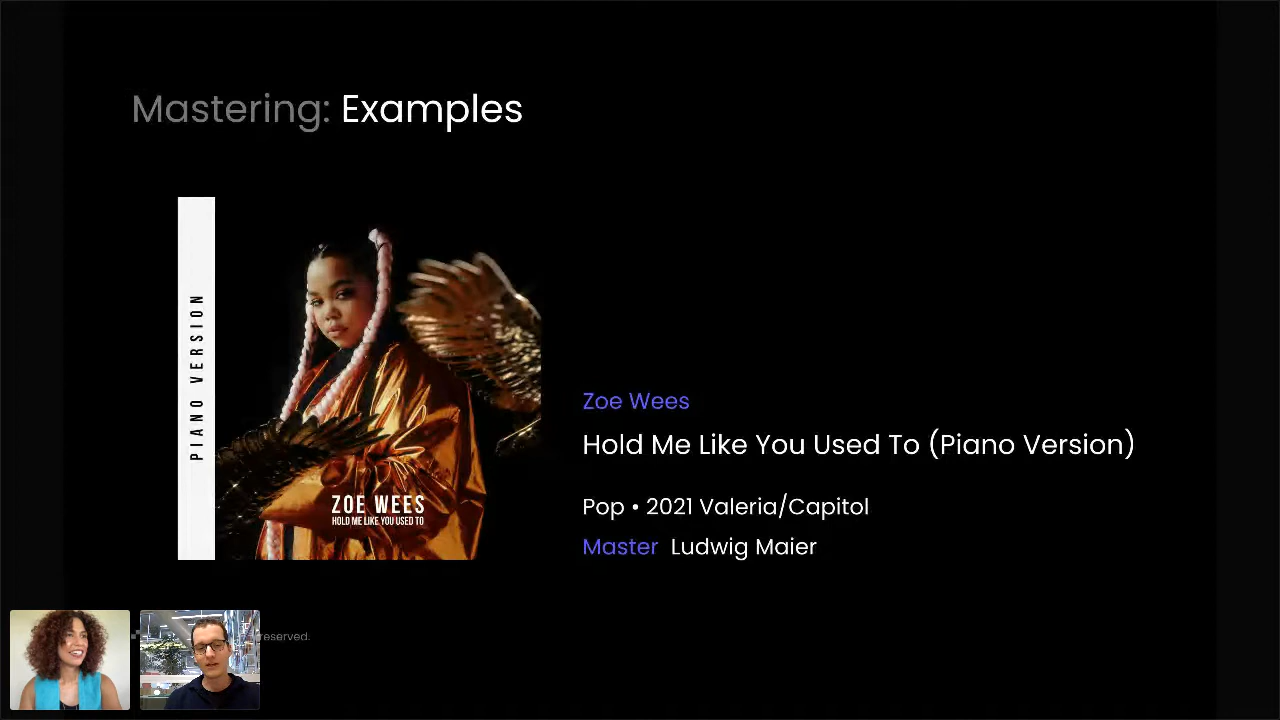 Mastering: Examples
PIANO VERSION
ZOE WEES
HOLD ME LIKE YOU USED TO
Zoe Wees
Hold Me Like You Used To (Piano Version)
Pop • 2021 Valeria/Capitol
Master Ludwig Maier
reserved.